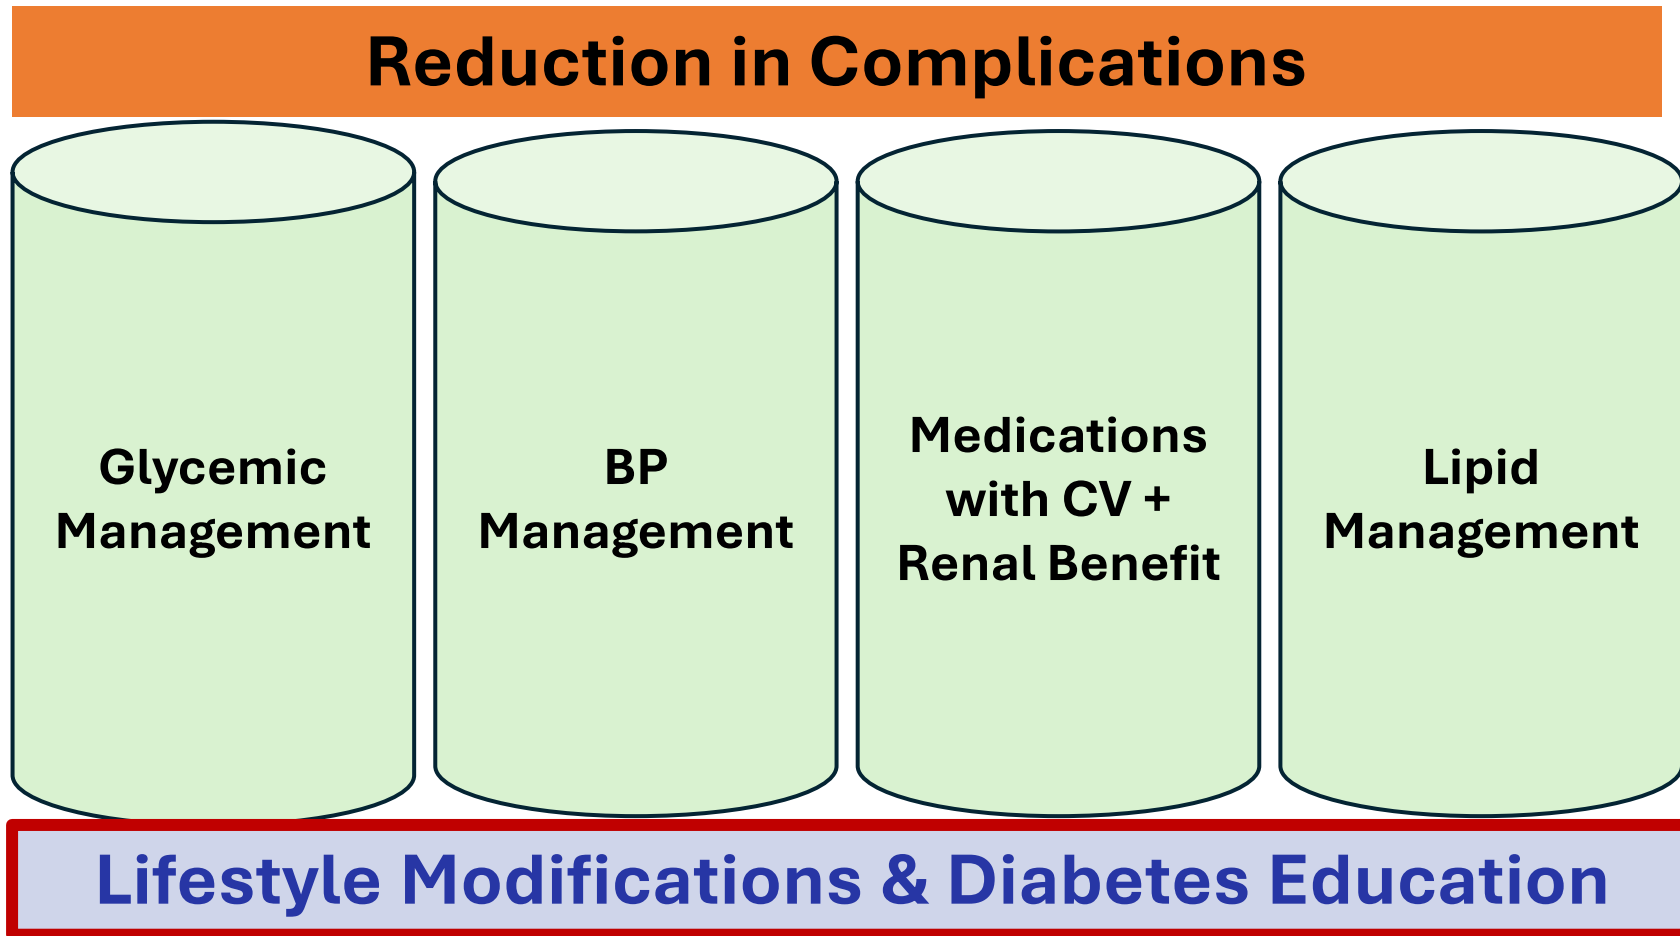 Reduction in Complications
Glycemic
Management
BP
Management
Medications
with CV +
Renal Benefit
Lipid
Management
Lifestyle Modifications & Diabetes Education